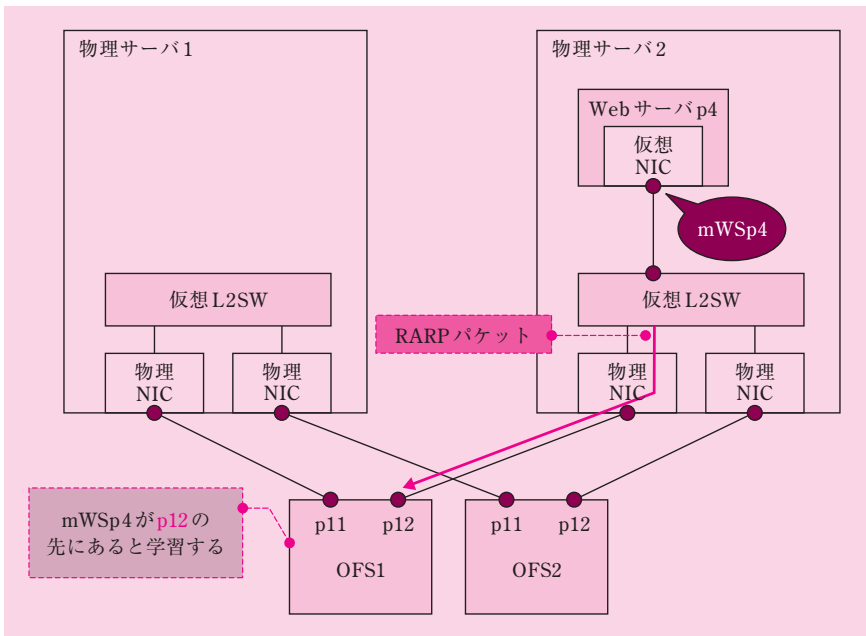 物理サーバ1
物理サーバ2
Webサーバp4
仮想
NIC
mWSp4
仮想L2SW
仮想L2SW
RARPパケット
物理
NIC
物理
NIC
物理
NIC
物理
NIC
mWSp4がp12の
先にあると学習する
p11
p12
p11
p12
OFS1
OFS2